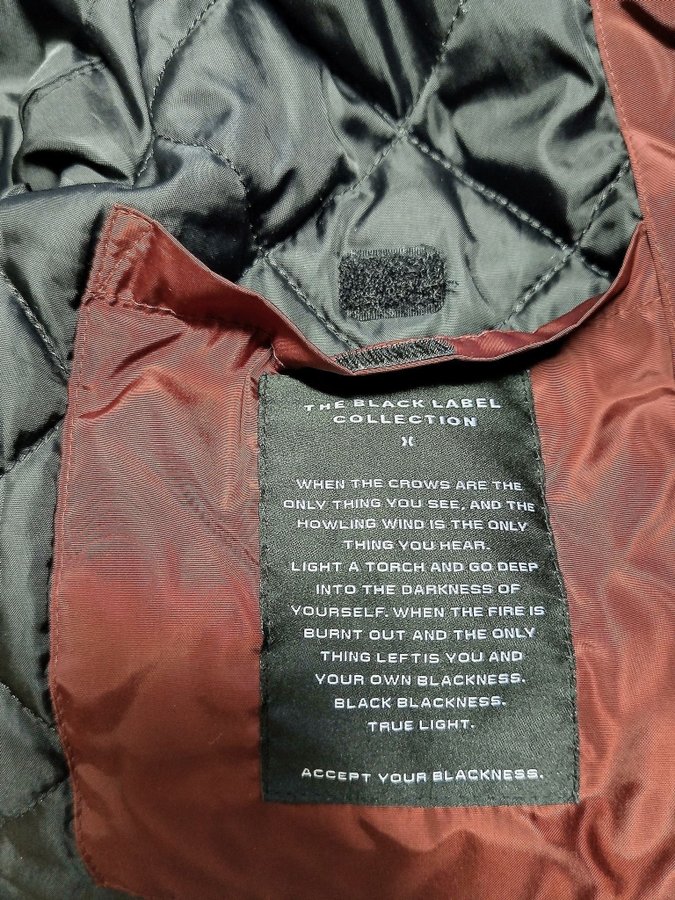 THE BLACK LABEL
COLLECTION
WHEN THE CROWS ARE THE
ONLY THING YOU SEE, AND THE
HOWLING WIND IS THE ONLY
THING YOU HEAR.
LIGHT A TORCH AND GO DEEP
INTO THE DARKNESS OF
YOURSELF. WHEN THE FIRE IS
BURNT OUT AND THE ONLY
THING LEFTIS YOU AND
YOUR OWN BLACKNESS.
BLACK BLACKNESS.
TRUE LIGHT.
ACCEPT YOUR BLACKNESS.